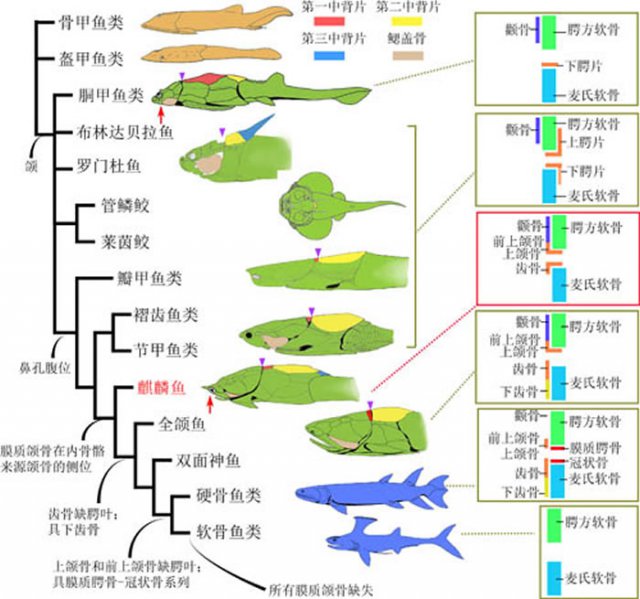 第一中背片
第二中背片
第三中背片
鳃盖骨
骨甲鱼类
盔甲鱼类
胴甲鱼类
布林达贝拉鱼
罗门杜鱼
管鳞鲛
莱茵鲛
瓣甲鱼类
褶齿鱼类
节甲鱼类
麒麟鱼
全颌鱼
双面神鱼
硬骨鱼类
软骨鱼类
颌
鼻孔腹位
膜质颌骨在内骨骼
来源颌骨的侧位
齿骨缺腭叶;
具下齿骨
上颌骨和前上颌骨缺腭叶;
具膜质腭骨-冠状骨系列
所有膜质颌骨缺失
颧骨
腭方软骨
下腭片
麦氏软骨
颧骨
腭方软骨
上腭片
下腭片
麦氏软骨
颧骨
腭方软骨
前上颌骨
上颌骨
齿骨
麦氏软骨
颧骨
腭方软骨
前上颌骨
上颌骨
齿骨
下齿骨
麦氏软骨
颧骨
腭方软骨
前上颌骨
上颌骨
膜质腭骨
冠状骨
齿骨
下齿骨
麦氏软骨
腭方软骨
麦氏软骨